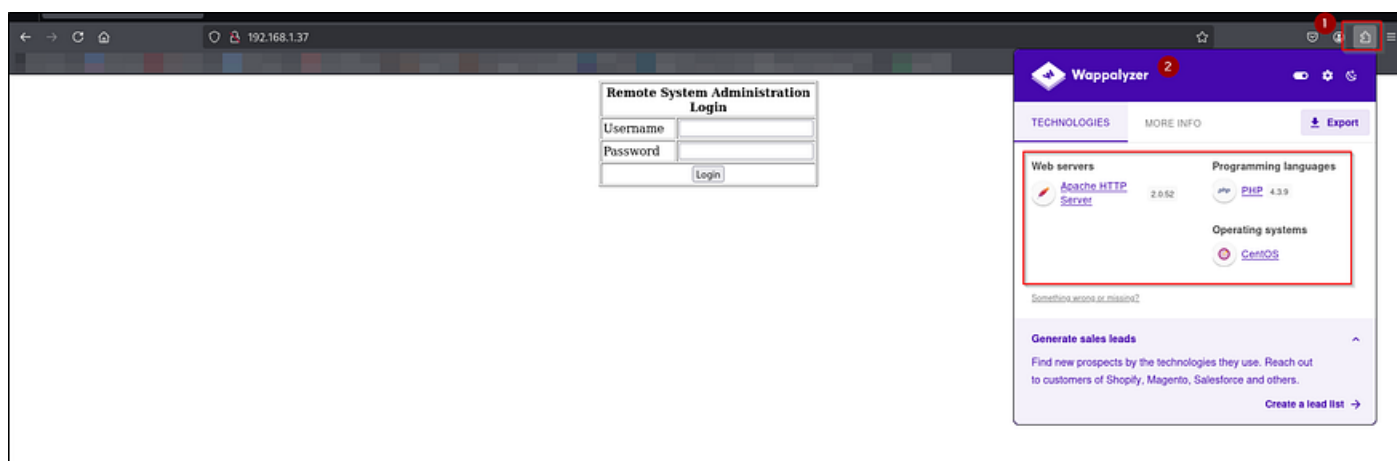 192.168.1.37
1
Remote System Administration
Login
Username
Password
Login
Wappalyzer
2
TECHNOLOGIES
MORE INFO
Export
Web servers
Apache HTTP
Server
2.0.52
Programming languages
php
PHP
4.3.9
Operating systems
CentOS
Something wrong or missing?
Generate sales leads
Find new prospects by the technologies they use. Reach out
to customers of Shopify, Magento, Salesforce and others.
Create a lead list →